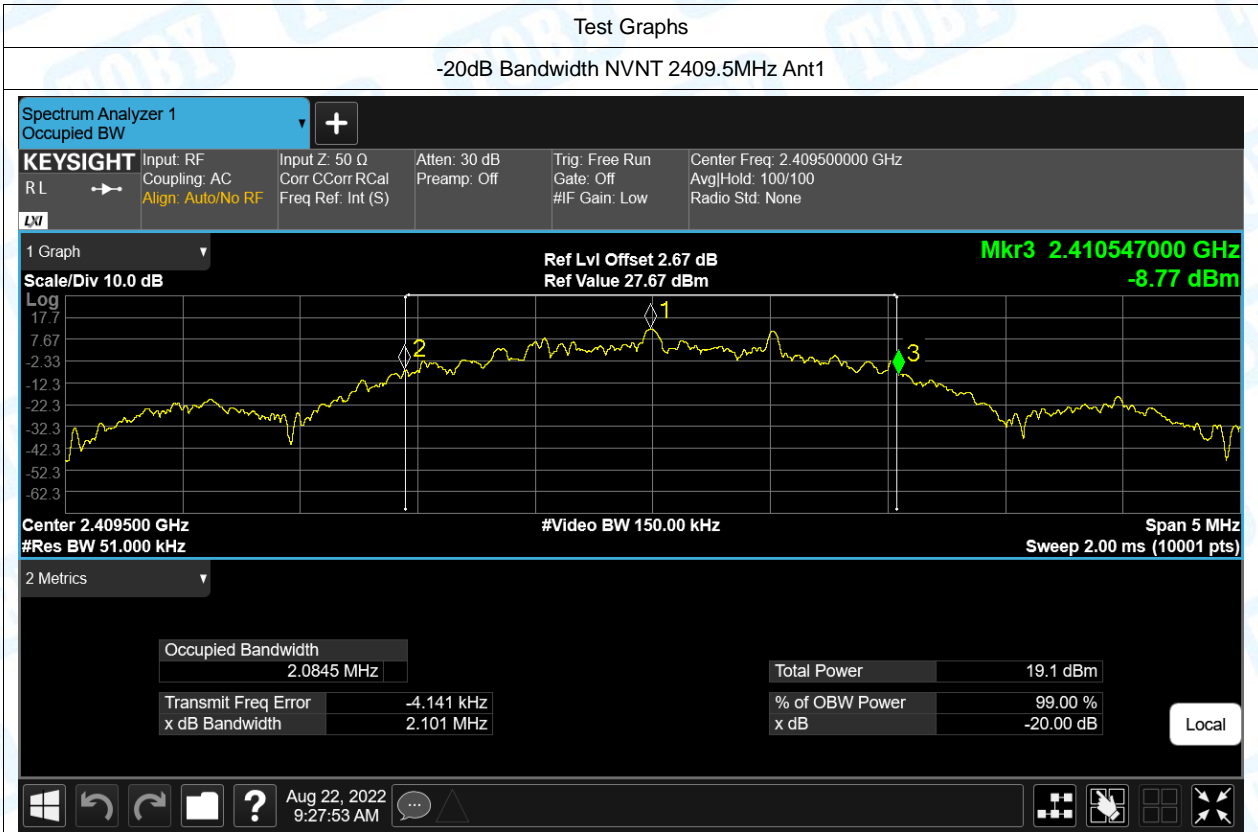 Test Graphs
-20dB Bandwidth NVNT 2409.5MHz Ant1
Spectrum Analyzer 1
Occupied BW
+
KEYSIGHT
R L
LXI
Input: RF
Coupling: AC
Align: Auto/No RF
Input Z: 50 Ω
Corr CCorr RCal
Freq Ref: Int (S)
Atten: 30 dB
Preamp: Off
Trig: Free Run
Gate: Off
#IF Gain: Low
Center Freq: 2.409500000 GHz
Avg|Hold: 100/100
Radio Std: None
1 Graph
Scale/Div 10.0 dB
Ref Lvl Offset 2.67 dB
Ref Value 27.67 dBm
Mkr3 2.410547000 GHz
-8.77 dBm
Log
17.7
7.67
-2.33
-12.3
-22.3
-32.3
-42.3
-52.3
-62.3
1
2
3
Center 2.409500 GHz
#Res BW 51.000 kHz
#Video BW 150.00 kHz
Span 5 MHz
Sweep 2.00 ms (10001 pts)
2 Metrics
Occupied Bandwidth
2.0845 MHz
Transmit Freq Error -4.141 kHz
x dB Bandwidth 2.101 MHz
Total Power 19.1 dBm
% of OBW Power 99.00 %
x dB -20.00 dB
Local
?
Aug 22, 2022
9:27:53 AM
TOBY